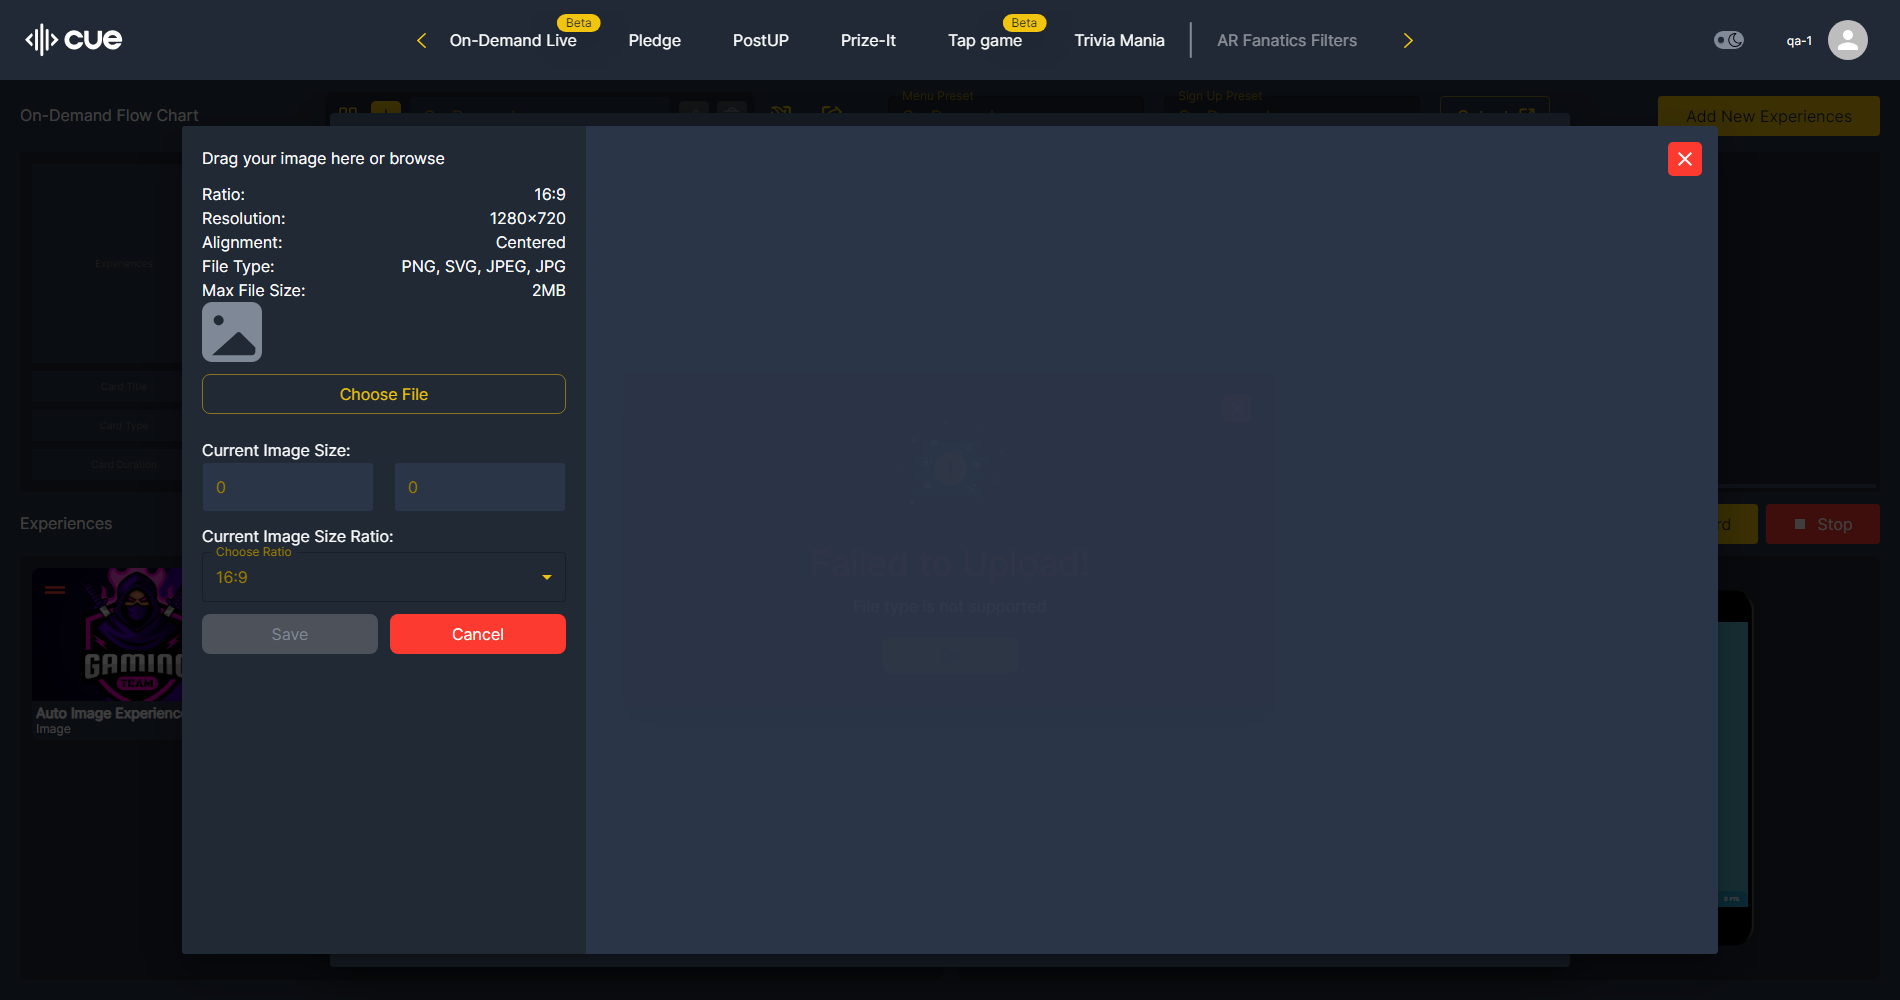 cue
On-Demand Live
Beta
Pledge
PostUP
Prize-It
Tap game
Beta
Trivia Mania
AR Fanatics Filters
qa-1
On-Demand Flow Chart
Menu Preset
Sign Up Preset
Add New Experiences
Drag your image here or browse
Ratio: 16:9
Resolution: 1280×720
Alignment: Centered
File Type: PNG, SVG, JPEG, JPG
Max File Size: 2MB
Choose File
Current Image Size:
0 0
Current Image Size Ratio:
Choose Ratio
16:9
Save Cancel
Experiences
Card Title
Card Type
Card Duration
Failed to Upload!
File type is not supported
Experiences
Stop
GAMING
TEAM
Auto Image Experience
Image